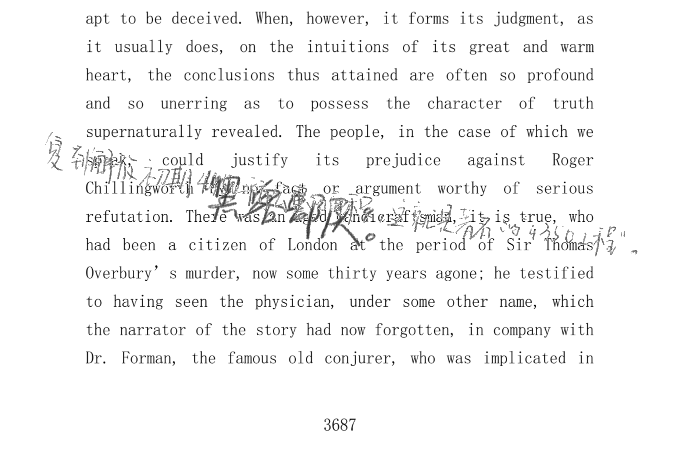 apt to be deceived. When, however, it forms its judgment, as
it usually does, on the intuitions of its great and warm
heart, the conclusions thus attained are often so profound
and so unerring as to possess the character of truth
supernaturally revealed. The people, in the case of which we
could justify its prejudice against Roger
Chillingworth by no fact or argument worthy of serious
refutation. There was an aged handicraftsman, it is true, who
had been a citizen of London at the period of Sir Thomas
Overbury's murder, now some thirty years agone; he testified
to having seen the physician, under some other name, which
the narrator of the story had now forgotten, in company with
Dr. Forman, the famous old conjurer, who was implicated in
3687